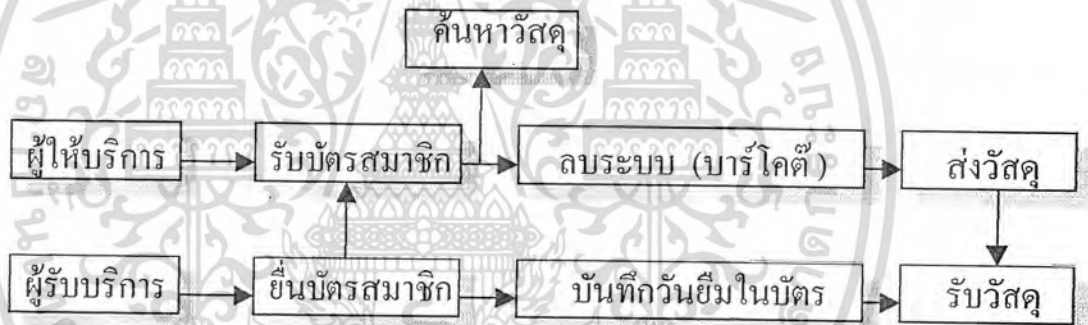 ค้นหาวัสดุ
ผู้ให้บริการ รับบัตรสมาชิก ลบระบบ (บาร์โคต๊) ส่งวัสดุ
ผู้รับบริการ ยื่นบัตรสมาชิก บันทึกวันยืมในบัตร รับวัสดุ